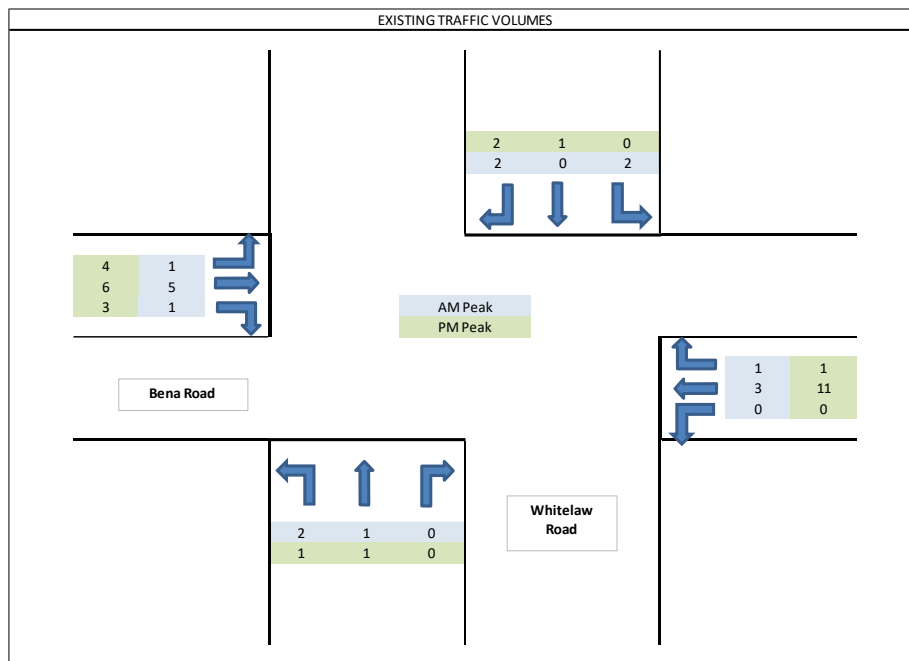 EXISTING TRAFFIC VOLUMES
2 1 0
2 0 2
4 1
6 5
3 1
AM Peak
PM Peak
1 1
3 11
0 0
Bena Road
Whitelaw
Road
2 1 0
1 1 0